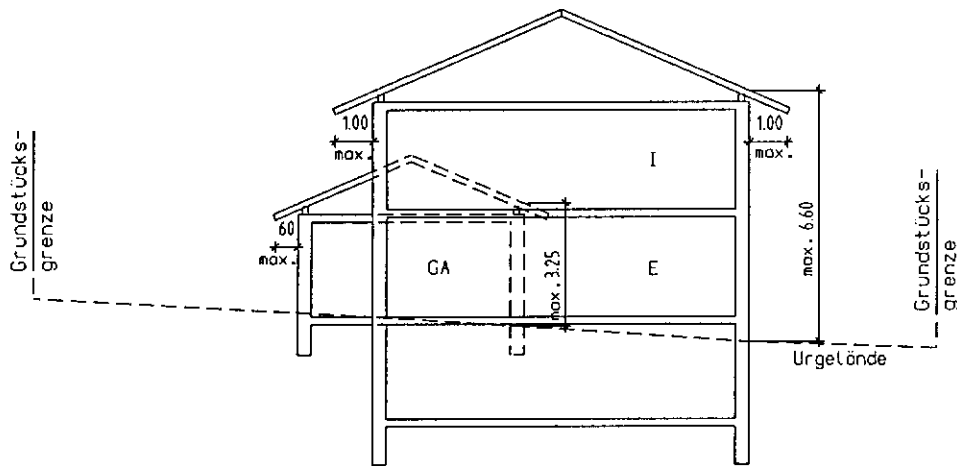 1.00
max.
1.00
max.
I
Grundstücks-
grenze
60
max.
GA
max. 3.25
E
max. 6.60
Grundstücks-
grenze
Urgelände